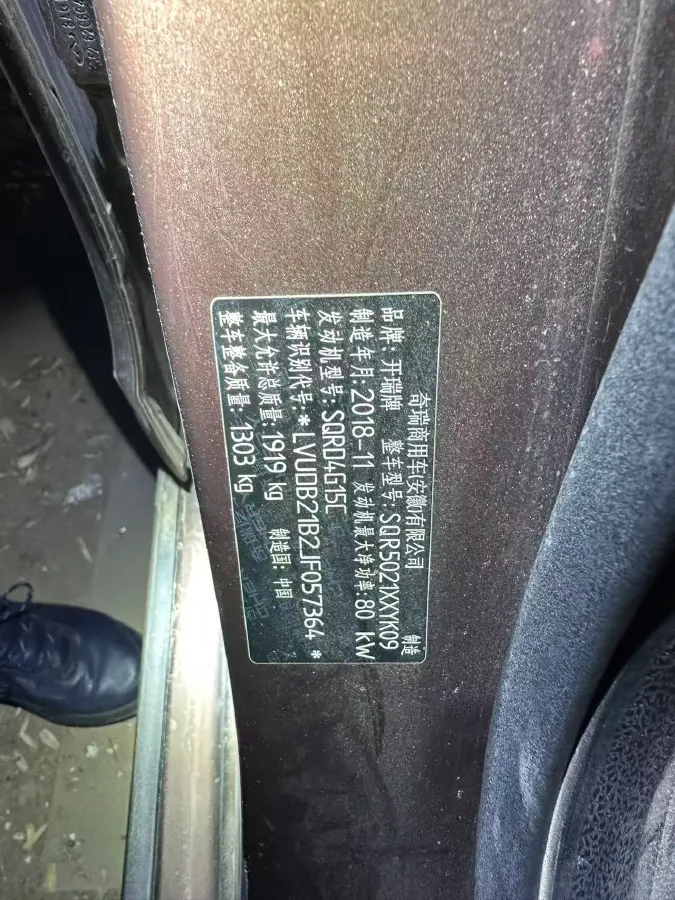 奇瑞商用车(安徽)有限公司 制造
品牌:开瑞牌 整车型号:SQR5021XXYK09
制造年月:2018-11 发动机最大净功率:80 kW
发动机型号:SQRD4G15C
车辆识别代号:*LVUDB21B2JF057364*
最大允许总质量:1919 kg 制造国:中国
整车整备质量:1303 kg